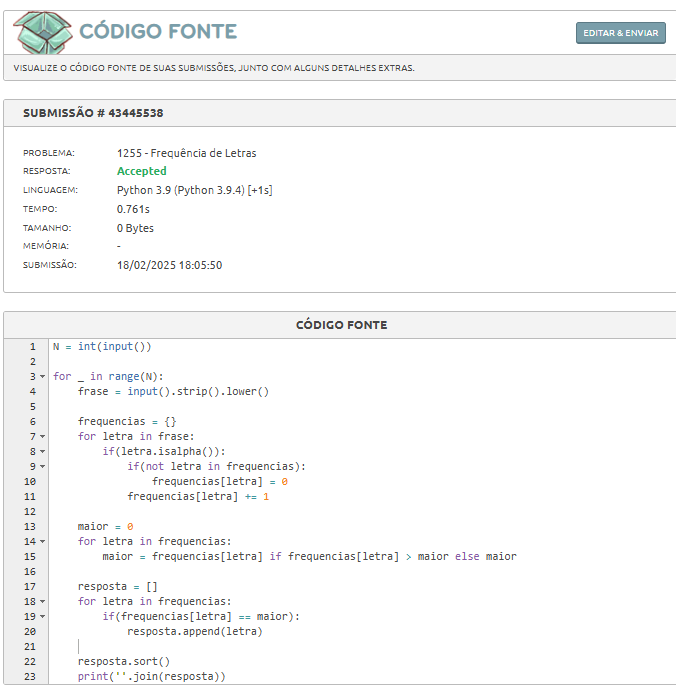 CÓDIGO FONTE
EDITAR & ENVIAR
VISUALIZE O CÓDIGO FONTE DE SUAS SUBMISSÕES, JUNTO COM ALGUNS DETALHES EXTRAS.
SUBMISSÃO # 43445538
PROBLEMA: 1255 - Frequência de Letras
RESPOSTA: Accepted
LINGUAGEM: Python 3.9 (Python 3.9.4) [+1s]
TEMPO: 0.761s
TAMANHO: 0 Bytes
MEMÓRIA: -
SUBMISSÃO: 18/02/2025 18:05:50
CÓDIGO FONTE
1 N = int(input())
2
3 for _ in range(N):
4     frase = input().strip().lower()
5
6     frequencias = {}
7     for letra in frase:
8         if(letra.isalpha()):
9             if(not letra in frequencias):
10                 frequencias[letra] = 0
11             frequencias[letra] += 1
12
13     maior = 0
14     for letra in frequencias:
15         maior = frequencias[letra] if frequencias[letra] > maior else maior
16
17     resposta = []
18     for letra in frequencias:
19         if(frequencias[letra] == maior):
20             resposta.append(letra)
21
22     resposta.sort()
23     print(''.join(resposta))